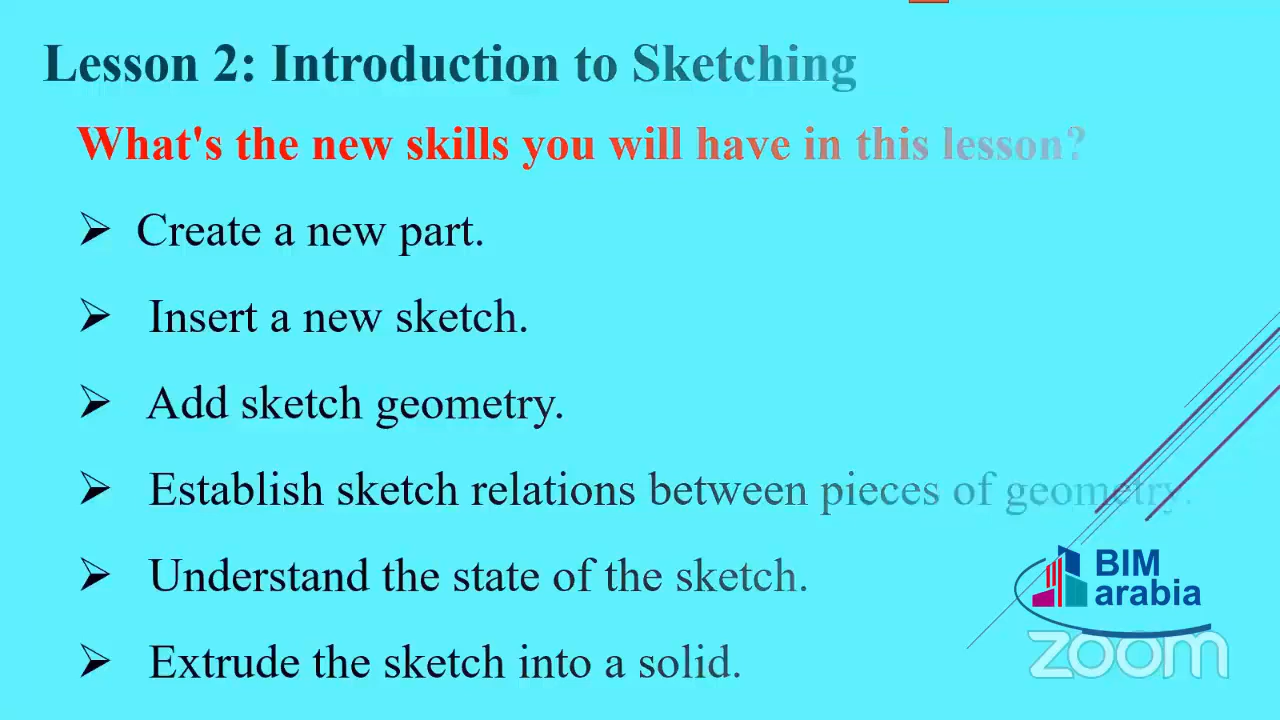 Lesson 2: Introduction to Sketching
What's the new skills you will have in this lesson?
Create a new part.
Insert a new sketch.
Add sketch geometry.
Establish sketch relations between pieces of geometry.
Understand the state of the sketch.
Extrude the sketch into a solid.
BIM
arabia
zoom